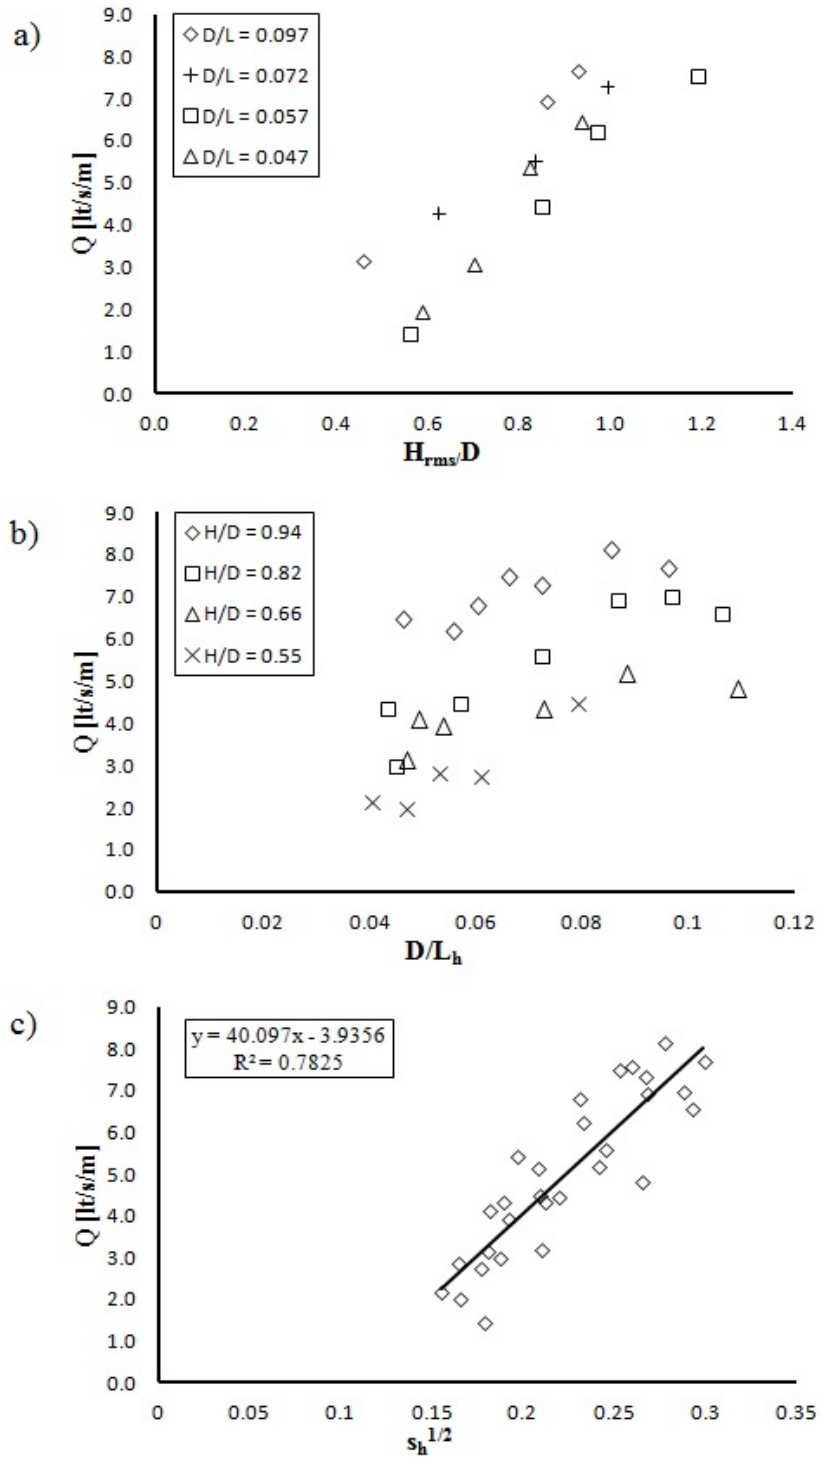 a)
9.0
8.0
7.0
6.0
5.0
4.0
3.0
2.0
1.0
0.0
Q [lt/s/m]
D/L = 0.097
D/L = 0.072
D/L = 0.057
D/L = 0.047
0.0 0.2 0.4 0.6 0.8 1.0 1.2 1.4
Hrms/D
b)
9.0
8.0
7.0
6.0
5.0
4.0
3.0
2.0
1.0
0.0
Q [lt/s/m]
H/D = 0.94
H/D = 0.82
H/D = 0.66
H/D = 0.55
0 0.02 0.04 0.06 0.08 0.1 0.12
D/Lh
c)
9.0
8.0
7.0
6.0
5.0
4.0
3.0
2.0
1.0
0.0
Q [lt/s/m]
y = 40.097x - 3.9356
R² = 0.7825
0 0.05 0.1 0.15 0.2 0.25 0.3 0.35
sh1/2